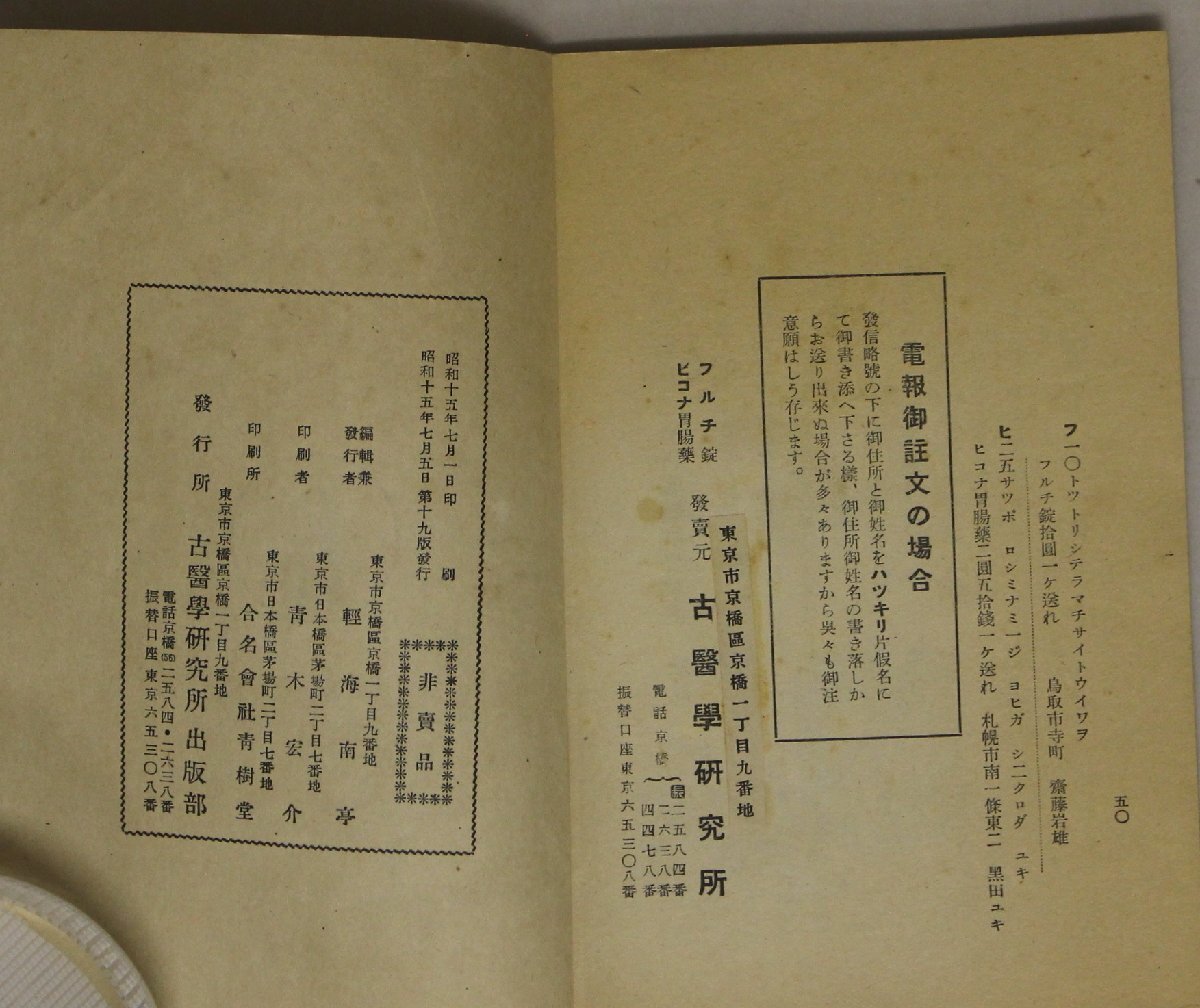 五〇
フ一〇トツトリシテラマチサイトウイワヲ
フルチ錠拾圓一ケ送れ 鳥取市寺町 齋藤岩雄
ヒ二五サツポ ロシミナミ一ジ ヨヒガ シ二クロダ ユキ
ヒコナ胃腸藥二圓五拾錢一ケ送れ 札幌市南一條東二 黒田ユキ
電報御註文の場合
發信略號の下に御住所と御姓名をハツキリ片假名に
て御書き添へ下さる樣、御住所御姓名の書き落しか
らお送り出來ぬ場合が多々ありますから呉々も御注
意願はしう存じます。
フルチ錠
ヒコナ胃腸藥
發賣元
東京市京橋區京橋一丁目九番地
古醫學研究所
電話京橋
二五八四番
二六三八番
四四七八番
振替口座東京六五三〇八番
昭和十五年七月一日印刷
昭和十五年七月五日第十九版發行
非賣品
編輯兼
發行者
東京市京橋區京橋一丁目九番地
輕海南亭
印刷者
東京市日本橋區茅場町二丁目七番地
青木宏介
印刷所
東京市日本橋區茅場町二丁目七番地
合名會社青樹堂
發行所
東京市京橋區京橋一丁目九番地
古醫學研究所出版部
電話京橋(56)二五八四・二六三八番
振替口座東京六五三〇八番